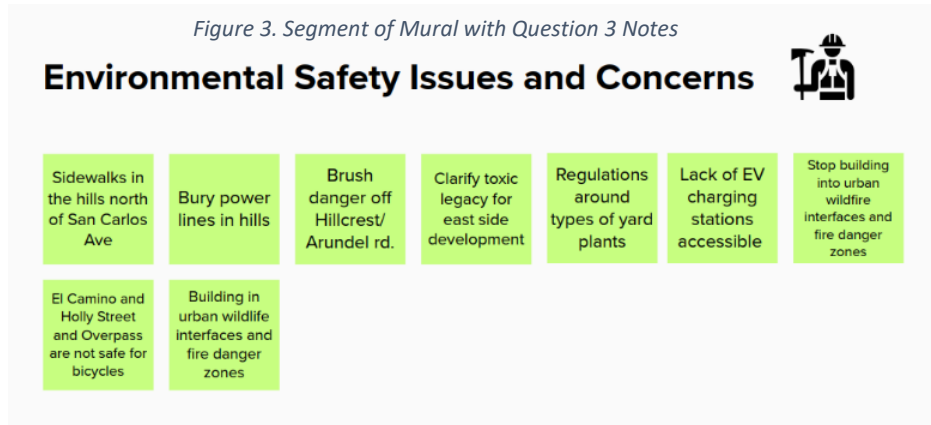 Figure 3. Segment of Mural with Question 3 Notes
Environmental Safety Issues and Concerns
Sidewalks in
the hills north
of San Carlos
Ave
Bury power
lines in hills
Brush
danger off
Hillcrest/
Arundel rd.
Clarify toxic
legacy for
east side
development
Regulations
around
types of yard
plants
Lack of EV
charging
stations
accessible
Stop building
into urban
wildfire
interfaces and
fire danger
zones
El Camino and
Holly Street
and Overpass
are not safe for
bicycles
Building in
urban wildlife
interfaces and
fire danger
zones